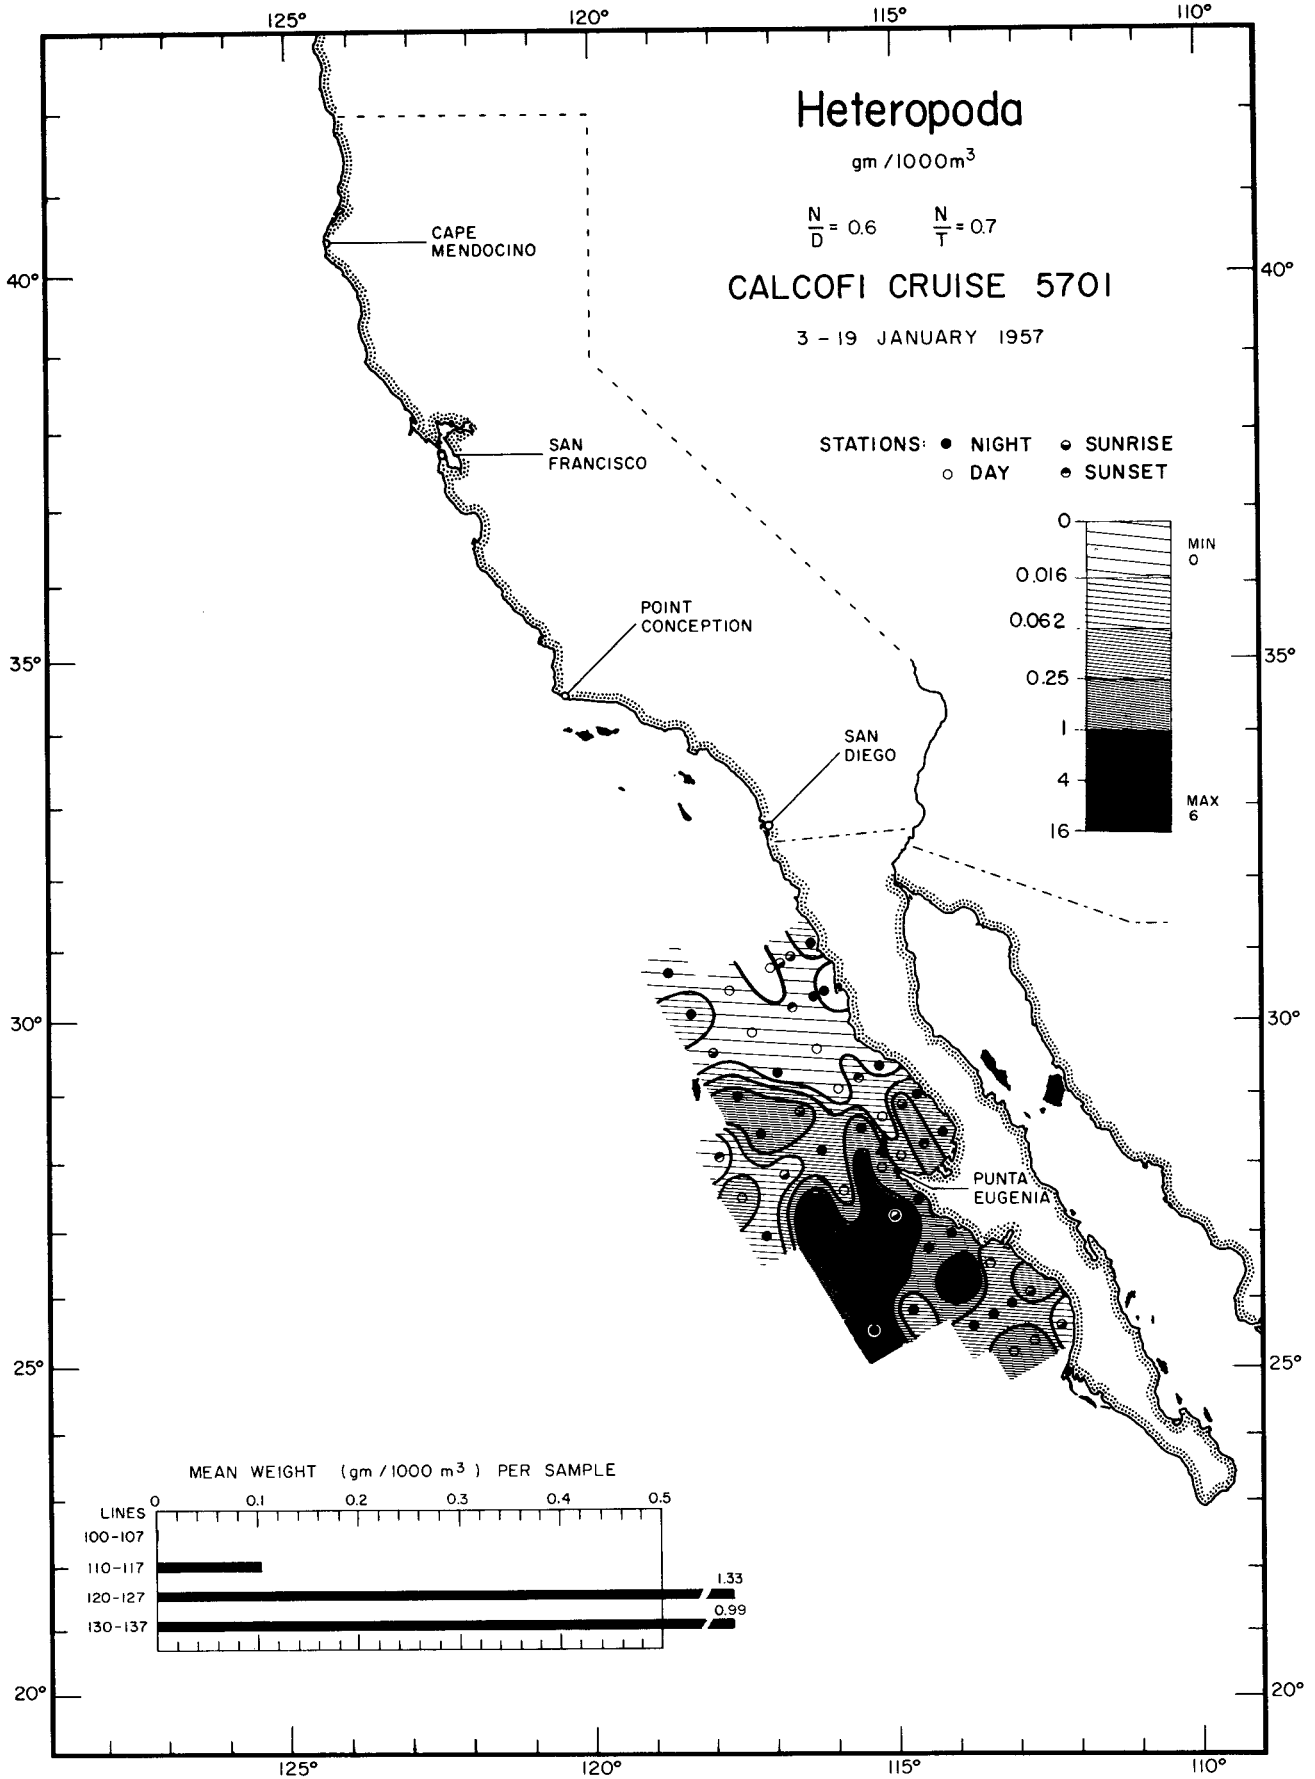 125° 120° 115° 110°
Heteropoda
gm/1000m³
N/D = 0.6 N/T = 0.7
CALCOFI CRUISE 5701
3 – 19 JANUARY 1957
CAPE
MENDOCINO
40° 40°
SAN
FRANCISCO
STATIONS: NIGHT SUNRISE
DAY SUNSET
0
MIN
0
0.016
0.062
0.25
1
4
MAX
6
16
POINT
CONCEPTION
35° 35°
SAN
DIEGO
30° 30°
PUNTA
EUGENIA
25° 25°
MEAN WEIGHT (gm/1000 m³) PER SAMPLE
LINES 0 0.1 0.2 0.3 0.4 0.5
100-107
110-117
120-127 1.33
130-137 0.99
20° 20°
125° 120° 115° 110°